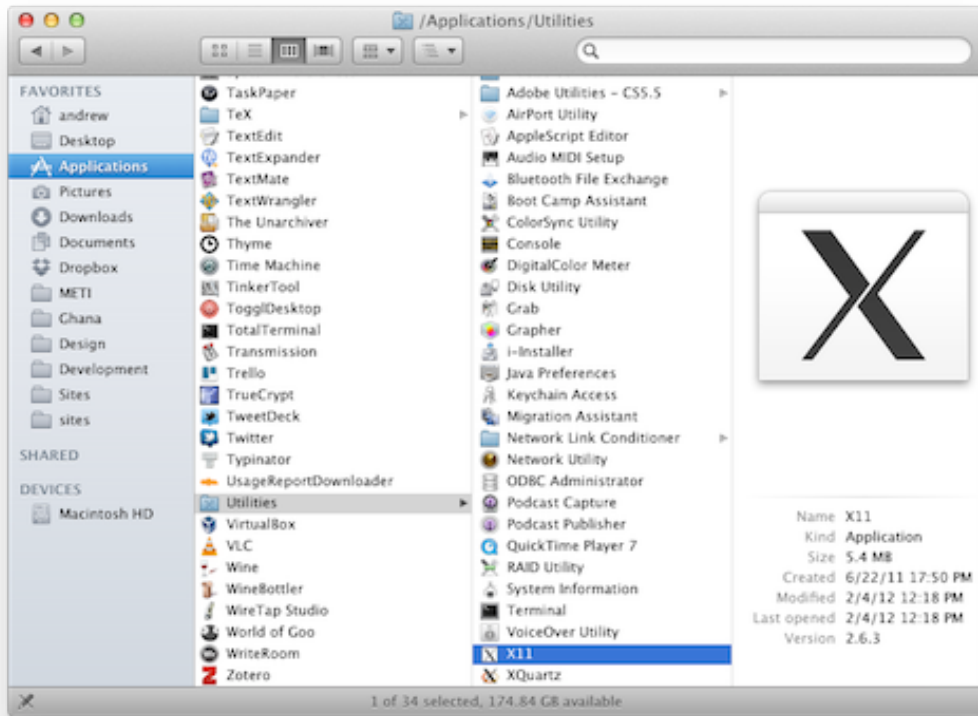 /Applications/Utilities
FAVORITES
andrew
Desktop
Applications
Pictures
Downloads
Documents
Dropbox
METI
Ghana
Design
Development
Sites
sites
SHARED
DEVICES
Macintosh HD
TaskPaper
TeX
TextEdit
TextExpander
TextMate
TextWrangler
The Unarchiver
Thyme
Time Machine
TinkerTool
TogglDesktop
TotalTerminal
Transmission
Trello
TrueCrypt
TweetDeck
Twitter
Typinator
UsageReportDownloader
Utilities
VirtualBox
VLC
Wine
WineBottler
WireTap Studio
World of Goo
WriteRoom
Zotero
Adobe Utilities - CS5.5
AirPort Utility
AppleScript Editor
Audio MIDI Setup
Bluetooth File Exchange
Boot Camp Assistant
ColorSync Utility
Console
DigitalColor Meter
Disk Utility
Grab
Grapher
i-Installer
Java Preferences
Keychain Access
Migration Assistant
Network Link Conditioner
Network Utility
ODBC Administrator
Podcast Capture
Podcast Publisher
QuickTime Player 7
RAID Utility
System Information
Terminal
VoiceOver Utility
X11
XQuartz
X
Name X11
Kind Application
Size 5.4 MB
Created 6/22/11 17:50 PM
Modified 2/4/12 12:18 PM
Last opened 2/4/12 12:18 PM
Version 2.6.3
1 of 34 selected, 174.84 GB available